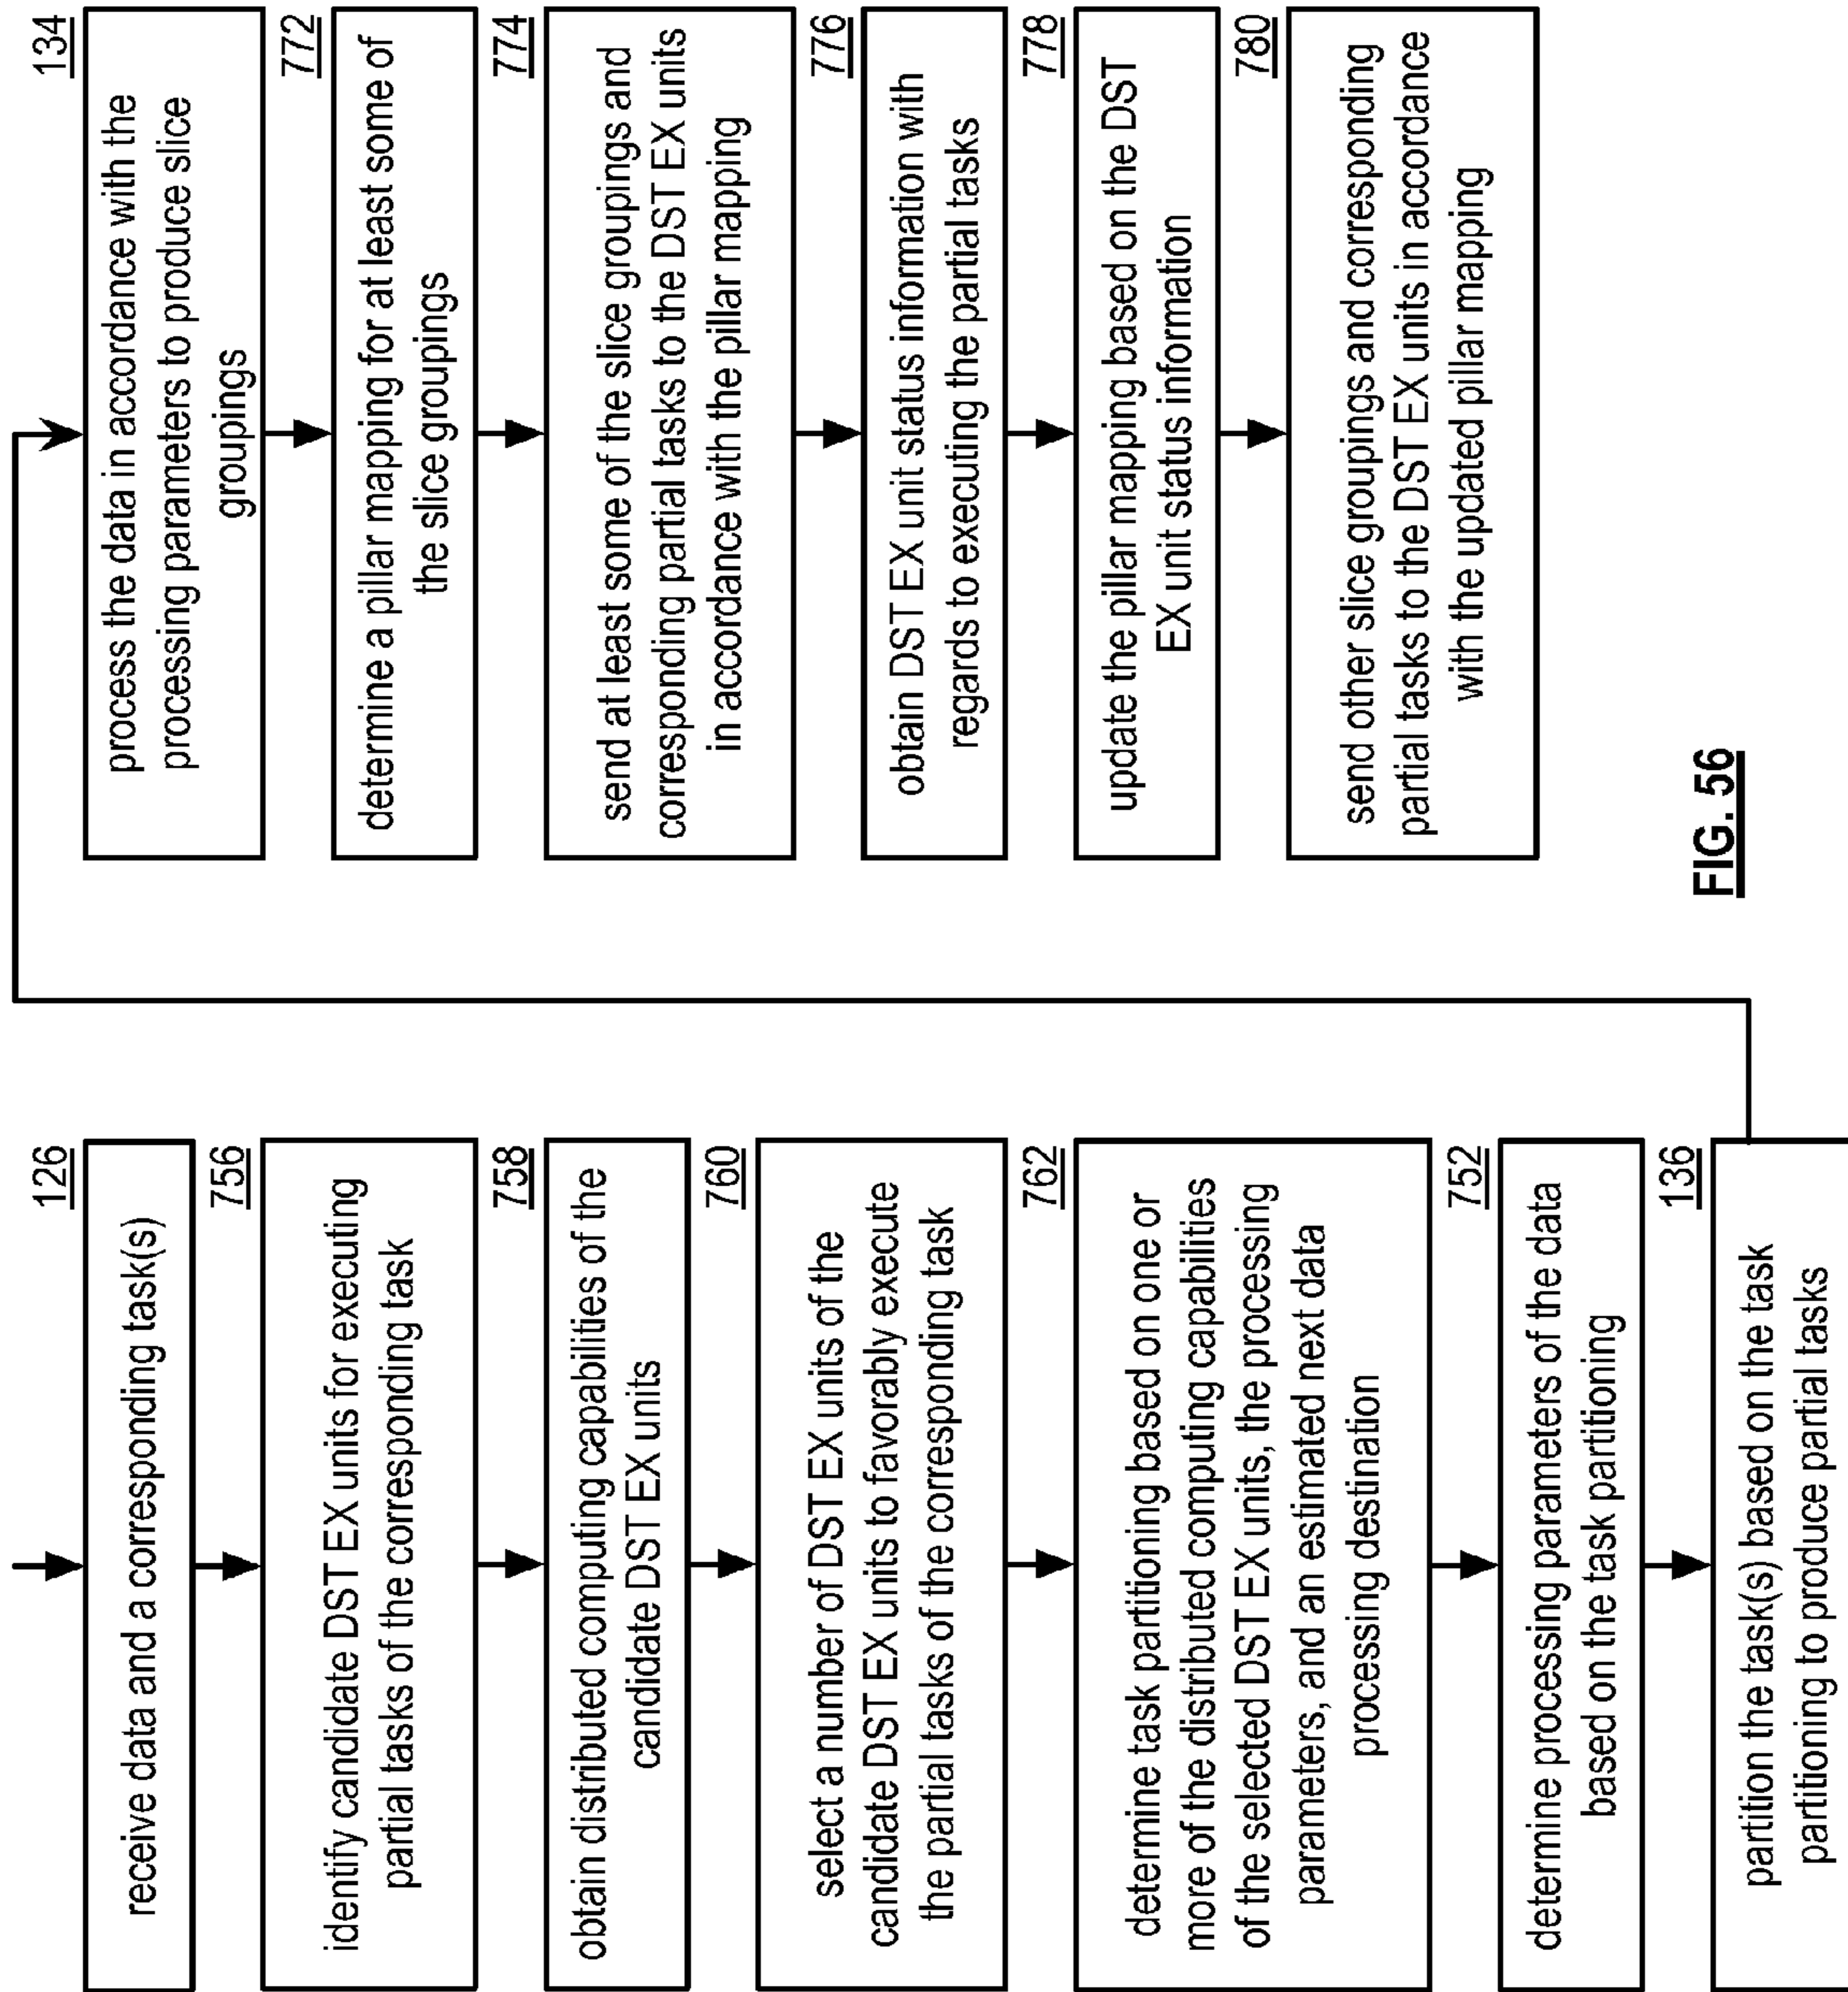 126
receive data and a corresponding task(s)
756
identify candidate DST EX units for executing
partial tasks of the corresponding task
758
obtain distributed computing capabilities of the
candidate DST EX units
760
select a number of DST EX units of the
candidate DST EX units to favorably execute
the partial tasks of the corresponding task
762
determine task partitioning based on one or
more of the distributed computing capabilities
of the selected DST EX units, the processing
parameters, and an estimated next data
processing destination
752
determine processing parameters of the data
based on the task partitioning
136
partition the task(s) based on the task
partitioning to produce partial tasks
134
process the data in accordance with the
processing parameters to produce slice
groupings
772
determine a pillar mapping for at least some of
the slice groupings
774
send at least some of the slice groupings and
corresponding partial tasks to the DST EX units
in accordance with the pillar mapping
776
obtain DST EX unit status information with
regards to executing the partial tasks
778
update the pillar mapping based on the DST
EX unit status information
780
send other slice groupings and corresponding
partial tasks to the DST EX units in accordance
with the updated pillar mapping
FIG. 56